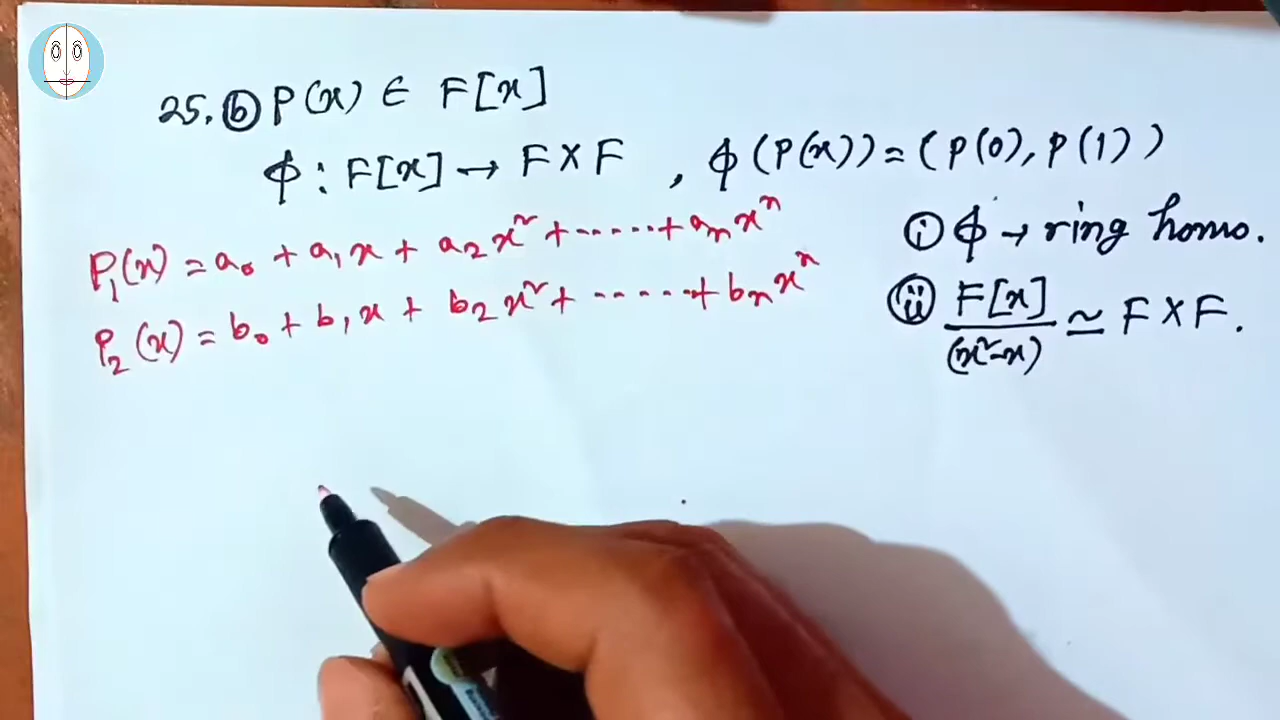 25. ⓑ P(x) ∈ F[x]
Φ : F[x] → F X F , Φ(P(x)) = (P(0), P(1))
P₁(x) = a₀ + a₁x + a₂x² + ...... + aₙxⁿ
P₂(x) = b₀ + b₁x + b₂x² + ...... + bₙxⁿ
ⓘ Φ → ring homo.
ⓘⓘ F[x]/(x²-x) ≃ F X F.